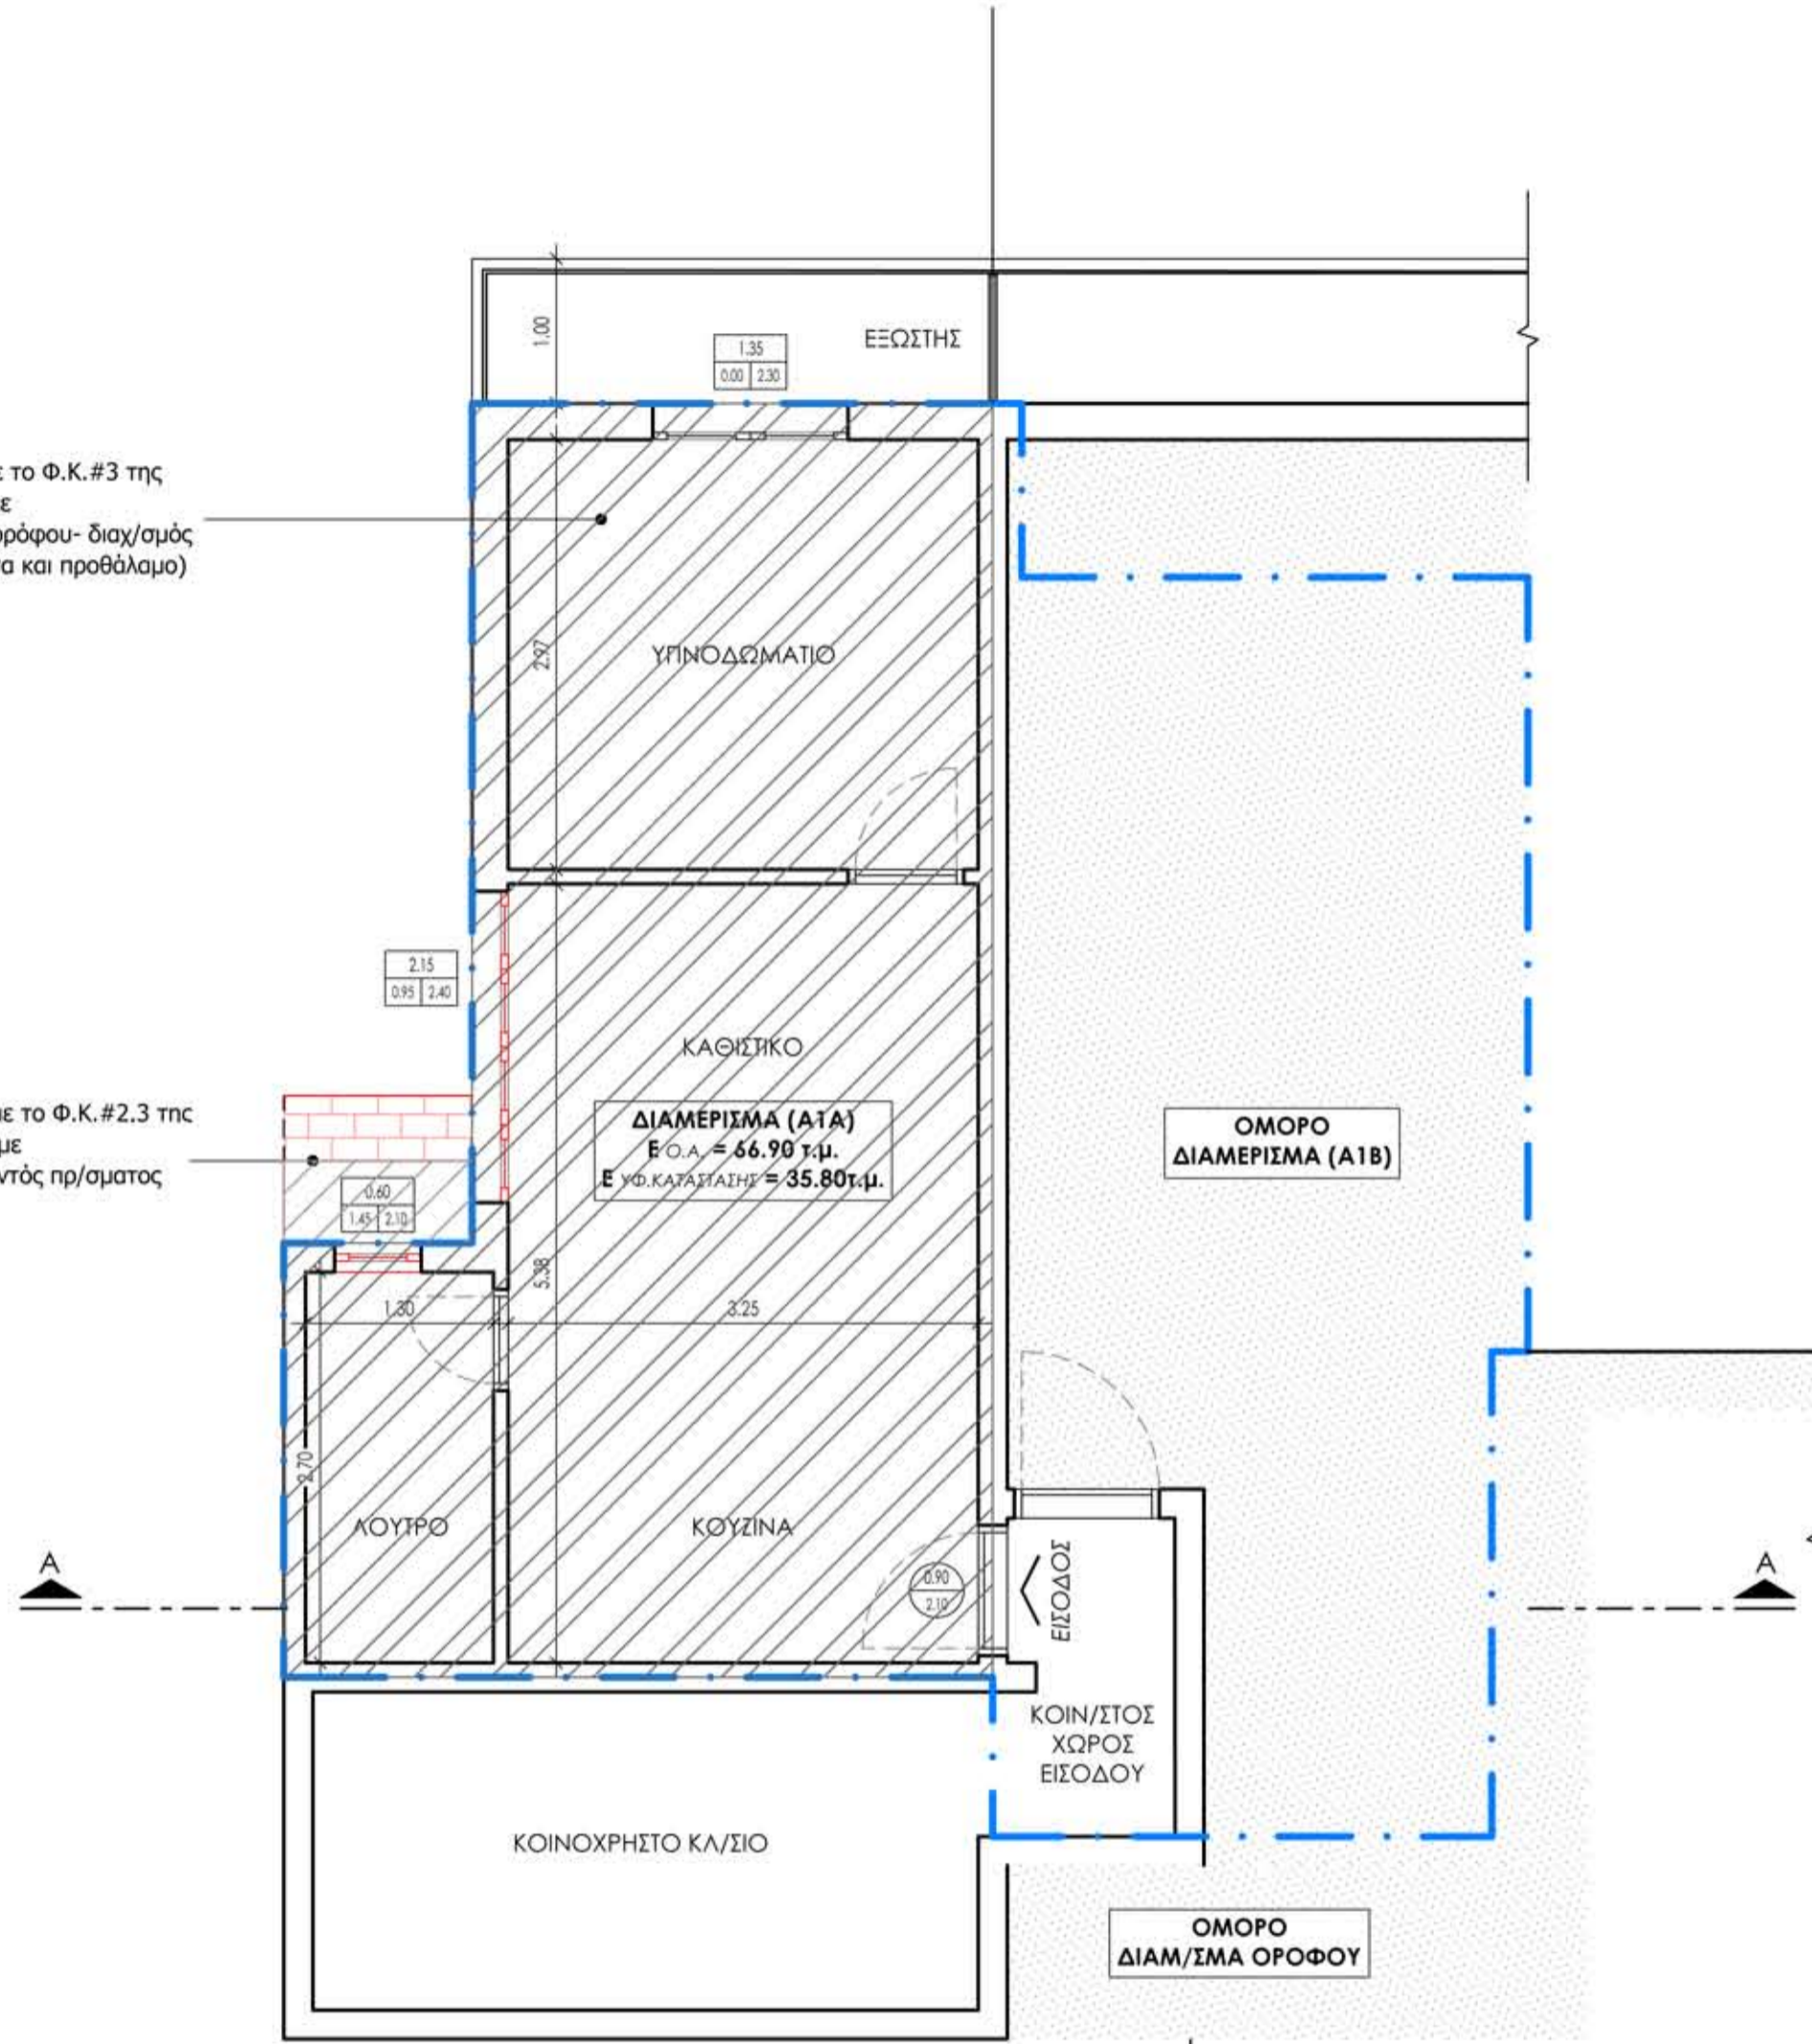 1.00
ΕΞΩΣΤΗΣ
1.35
0.00 2.30
ε το Φ.Κ.#3 της
ε
ορόφου- διαχ/σμός
α και προθάλαμο)
2.97
ΥΠΝΟΔΩΜΑΤΙΟ
2.15
0.95 2.40
ΚΑΘΙΣΤΙΚΟ
ΔΙΑΜΕΡΙΣΜΑ (Α1Α)
Ε Ο.Α. = 66.90 τ.μ.
Ε ΥΦ.ΚΑΤΑΣΤΑΣΗΣ = 35.80τ.μ.
ΟΜΟΡΟ
ΔΙΑΜΕΡΙΣΜΑ (Α1Β)
με το Φ.Κ.#2.3 της
με
ντός πρ/σματος
0.60
1.45 2.10
5.38
1.30
3.25
2.70
ΛΟΥΤΡΟ
ΚΟΥΖΙΝΑ
0.90
2.10
ΕΙΣΟΔΟΣ
Α
Α
ΚΟΙΝ/ΣΤΟΣ
ΧΩΡΟΣ
ΕΙΣΟΔΟΥ
ΚΟΙΝΟΧΡΗΣΤΟ ΚΛ/ΣΙΟ
ΟΜΟΡΟ
ΔΙΑΜ/ΣΜΑ ΟΡΟΦΟΥ